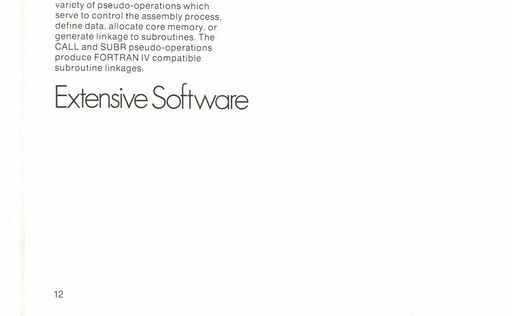 variety of pseudo-operations which
serve to control the assembly process,
define data, allocate core memory, or
generate linkage to subroutines. The
CALL and SUBR pseudo-operations
produce FORTRAN IV compatible
subroutine linkages.
Extensive Software
12